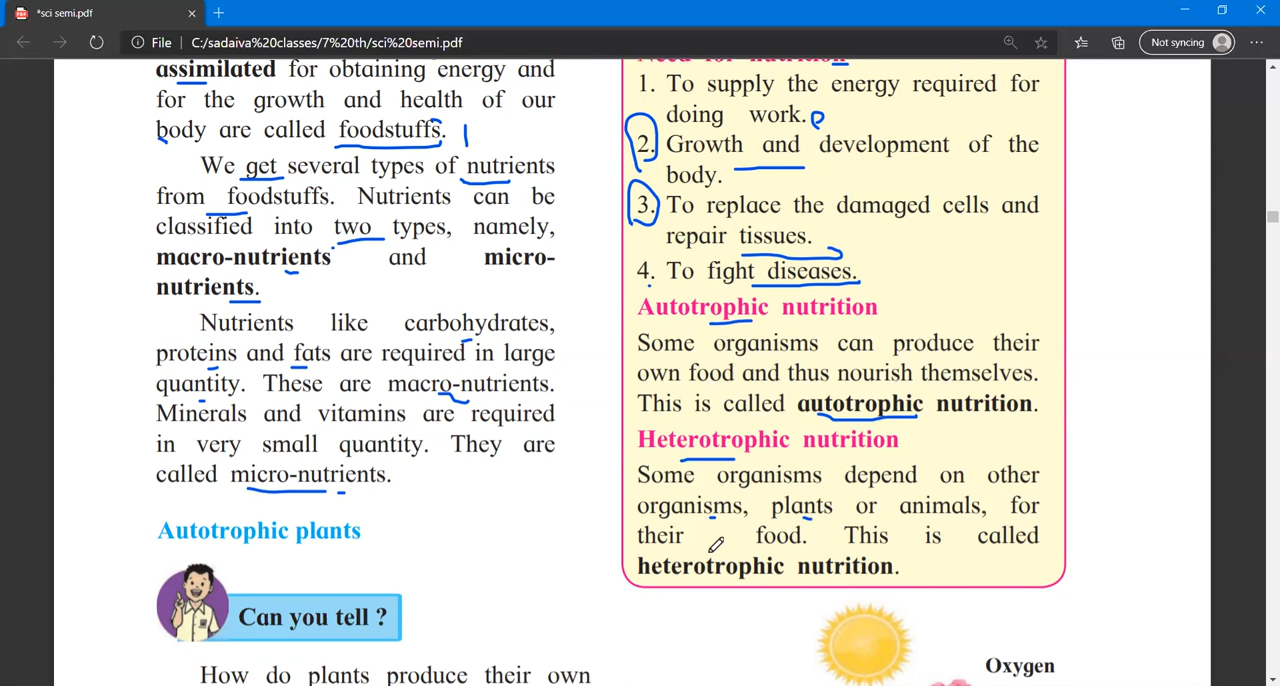 *sci semi.pdf
File | C:/sadaiva%20classes/7%20th/sci%20semi.pdf
Not syncing
assimilated for obtaining energy and
for the growth and health of our
body are called foodstuffs.
We get several types of nutrients
from foodstuffs. Nutrients can be
classified into two types, namely,
macro-nutrients and micro-
nutrients.
Nutrients like carbohydrates,
proteins and fats are required in large
quantity. These are macro-nutrients.
Minerals and vitamins are required
in very small quantity. They are
called micro-nutrients.
Autotrophic plants
Can you tell ?
How do plants produce their own
Need for nutrition
1. To supply the energy required for
doing work.
2. Growth and development of the
body.
3. To replace the damaged cells and
repair tissues.
4. To fight diseases.
Autotrophic nutrition
Some organisms can produce their
own food and thus nourish themselves.
This is called autotrophic nutrition.
Heterotrophic nutrition
Some organisms depend on other
organisms, plants or animals, for
their food. This is called
heterotrophic nutrition.
Oxygen